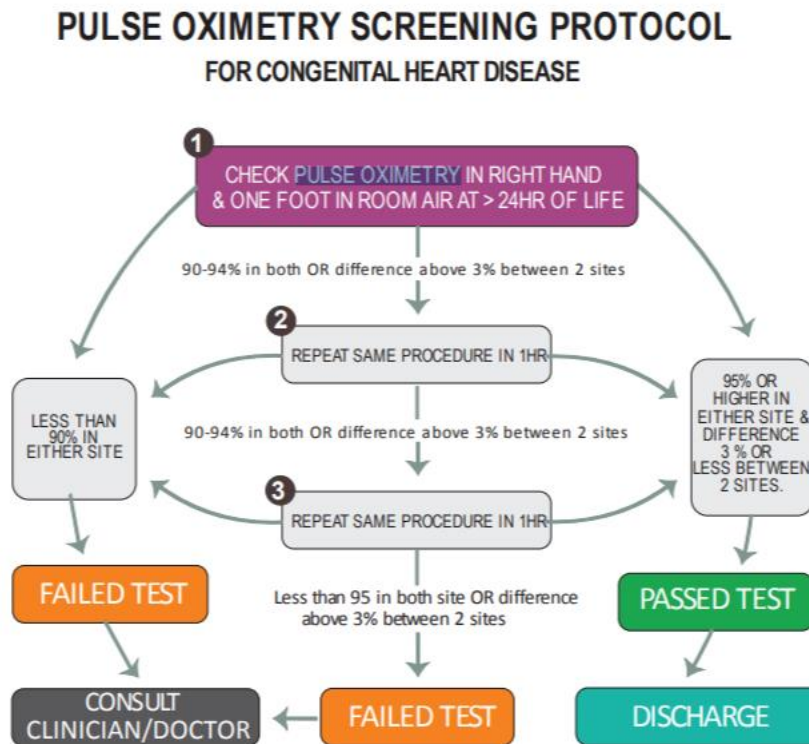 PULSE OXIMETRY SCREENING PROTOCOL
FOR CONGENITAL HEART DISEASE
1
CHECK PULSE OXIMETRY IN RIGHT HAND
& ONE FOOT IN ROOM AIR AT > 24HR OF LIFE
90-94% in both OR difference above 3% between 2 sites
2
REPEAT SAME PROCEDURE IN 1HR
LESS THAN
90% IN
EITHER SITE
95% OR
HIGHER IN
EITHER SITE &
DIFFERENCE
3 % OR
LESS BETWEEN
2 SITES.
90-94% in both OR difference above 3% between 2 sites
3
REPEAT SAME PROCEDURE IN 1HR
FAILED TEST
Less than 95 in both site OR difference
above 3% between 2 sites
PASSED TEST
CONSULT
CLINICIAN/DOCTOR
FAILED TEST
DISCHARGE